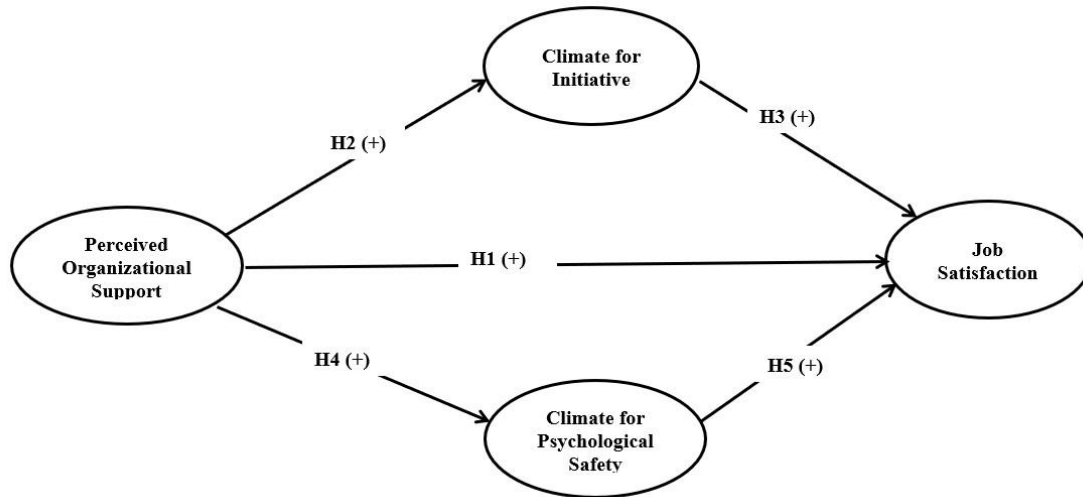 Climate for
Initiative
H2 (+)
H3 (+)
Perceived
Organizational
Support
H1 (+)
Job
Satisfaction
H4 (+)
H5 (+)
Climate for
Psychological
Safety